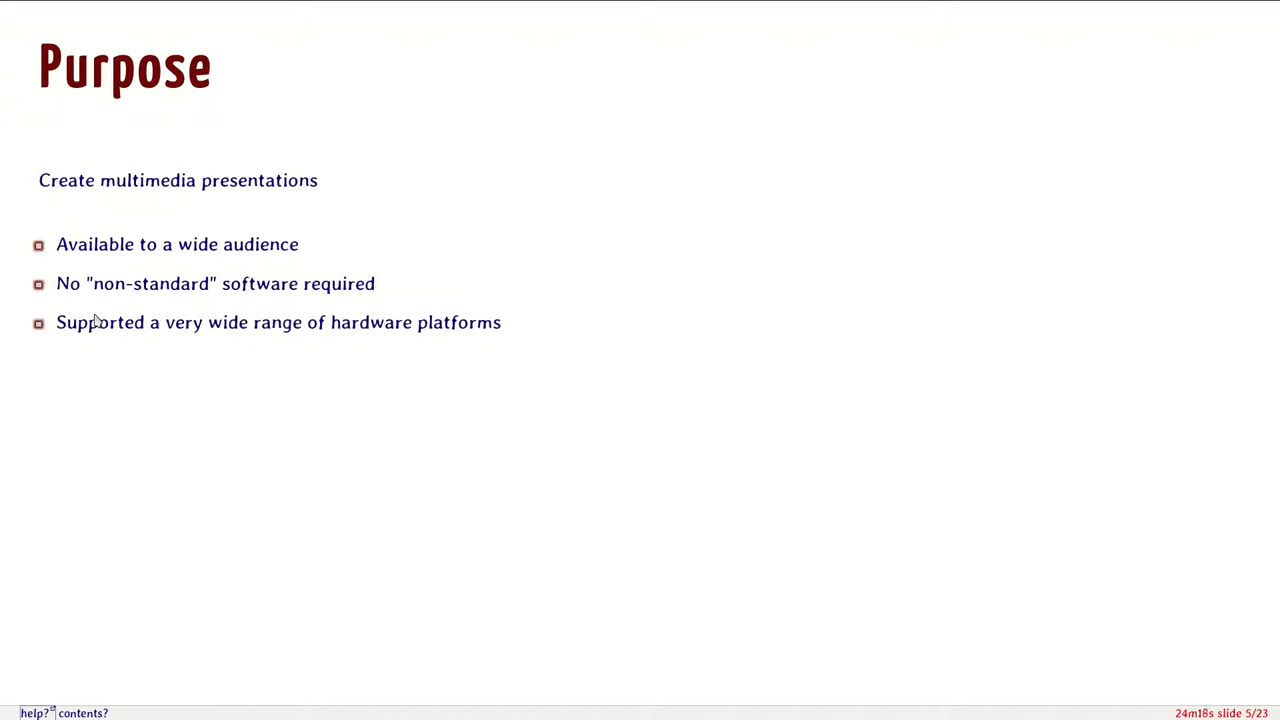 Purpose
Create multimedia presentations
Available to a wide audience
No "non-standard" software required
Supported a very wide range of hardware platforms
help? contents?
24m18s slide 5/23